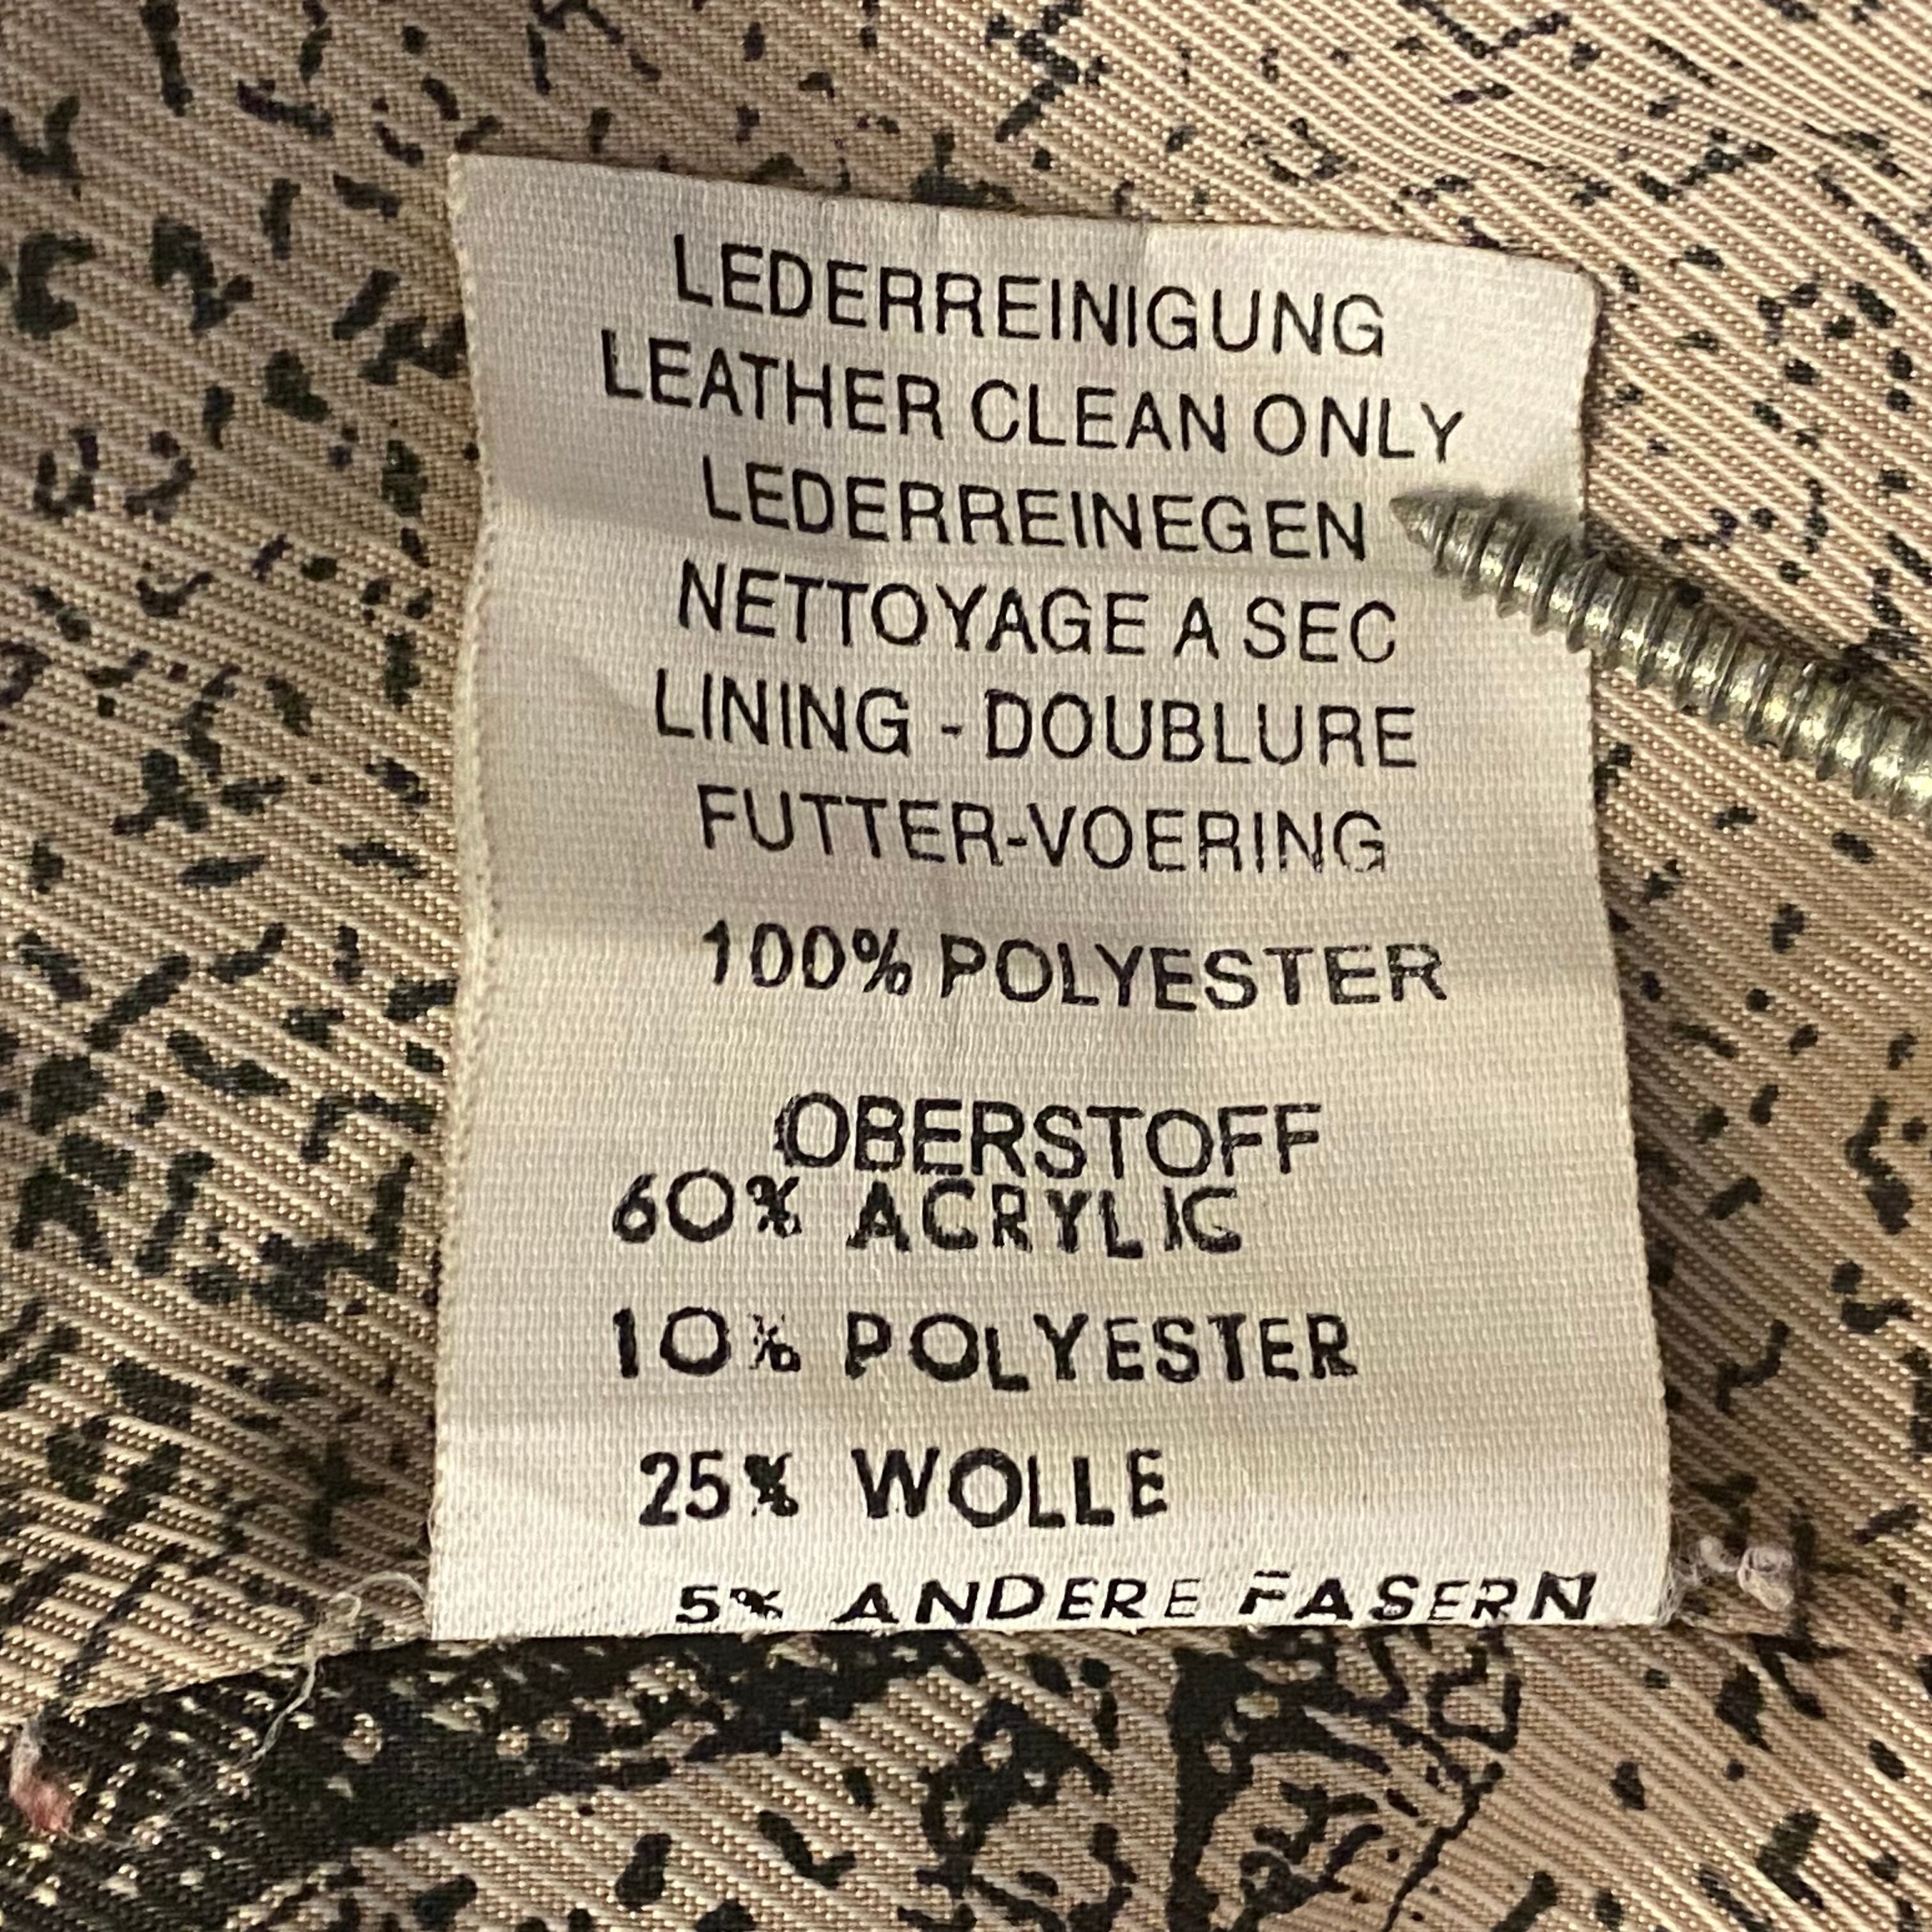 LEDERREINIGUNG
LEATHER CLEAN ONLY
LEDERREINEGEN
NETTOYAGE A SEC
LINING - DOUBLURE
FUTTER-VOERING
100% POLYESTER
OBERSTOFF
60% ACRYLIC
10% POLYESTER
25% WOLLE
5% ANDERE FASERN